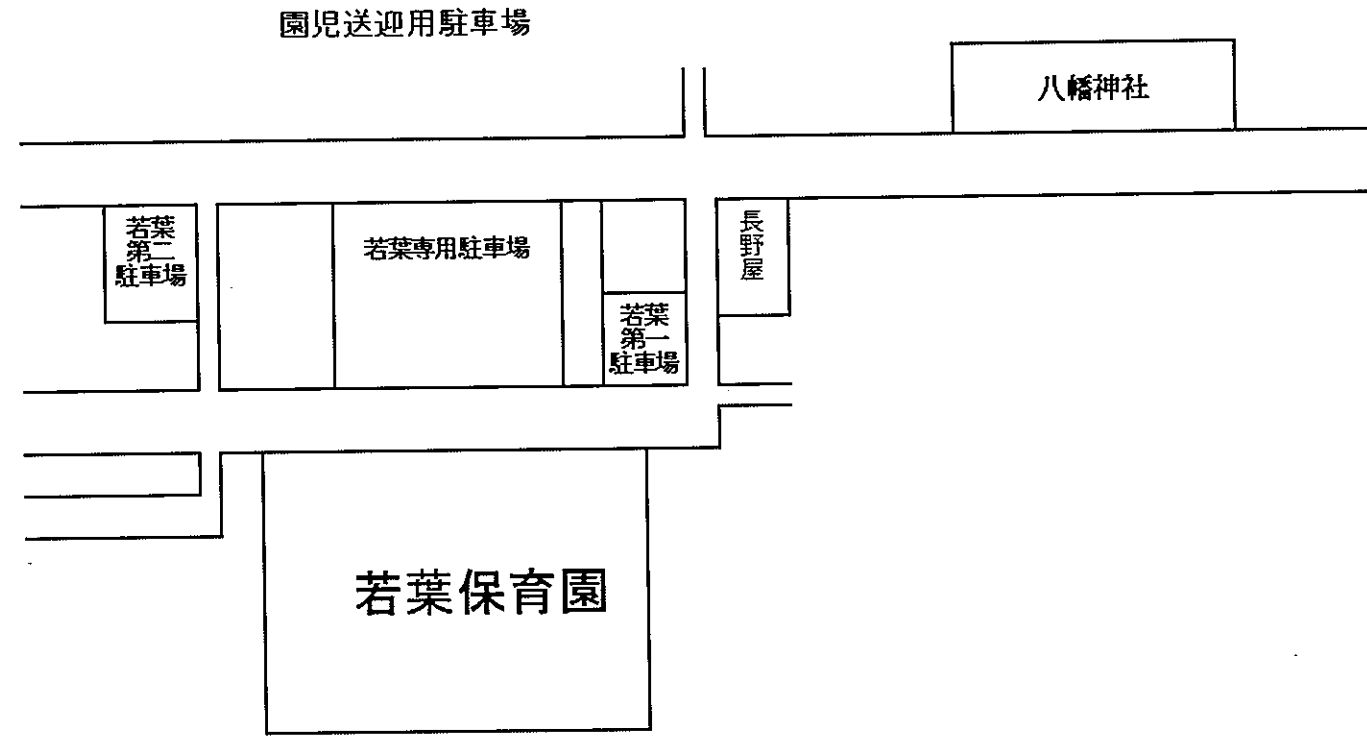 園児送迎用駐車場
八幡神社
若葉
第二
駐車場
若葉専用駐車場
長野屋
若葉
第一
駐車場
若葉保育園